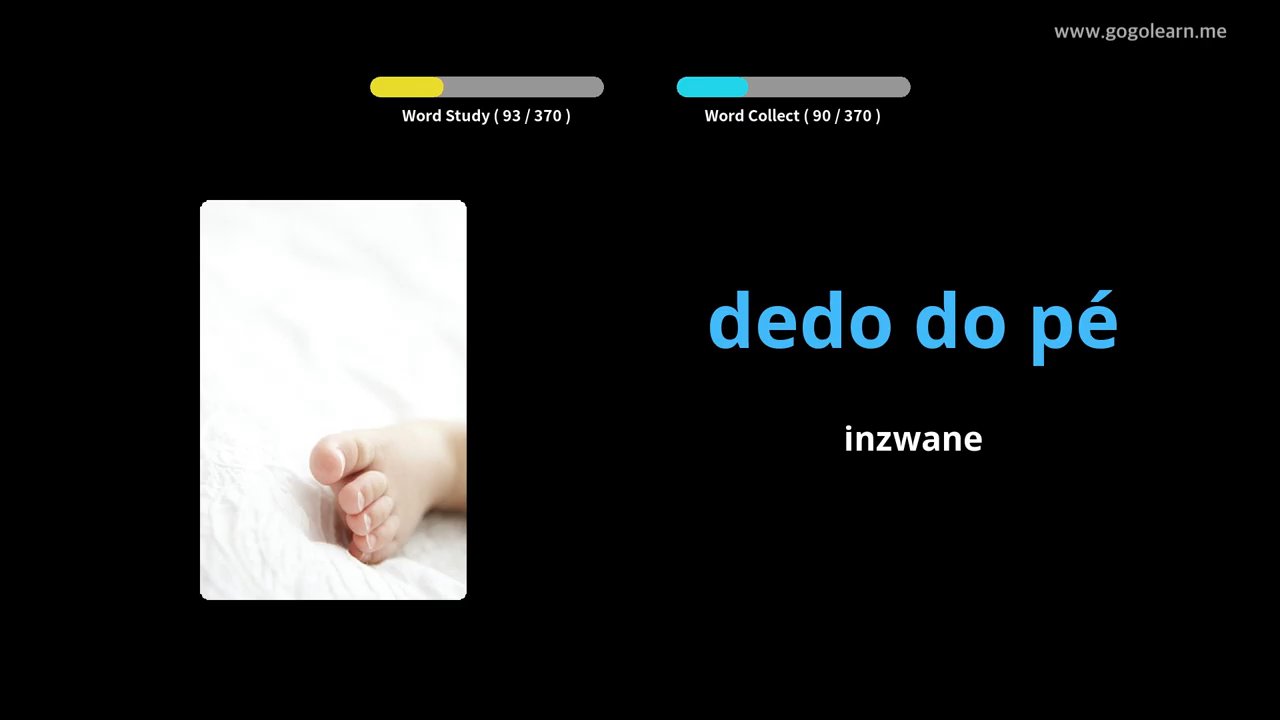 www.gogolearn.me
Word Study ( 93 / 370 )
Word Collect ( 90 / 370 )
dedo do pé
inzwane